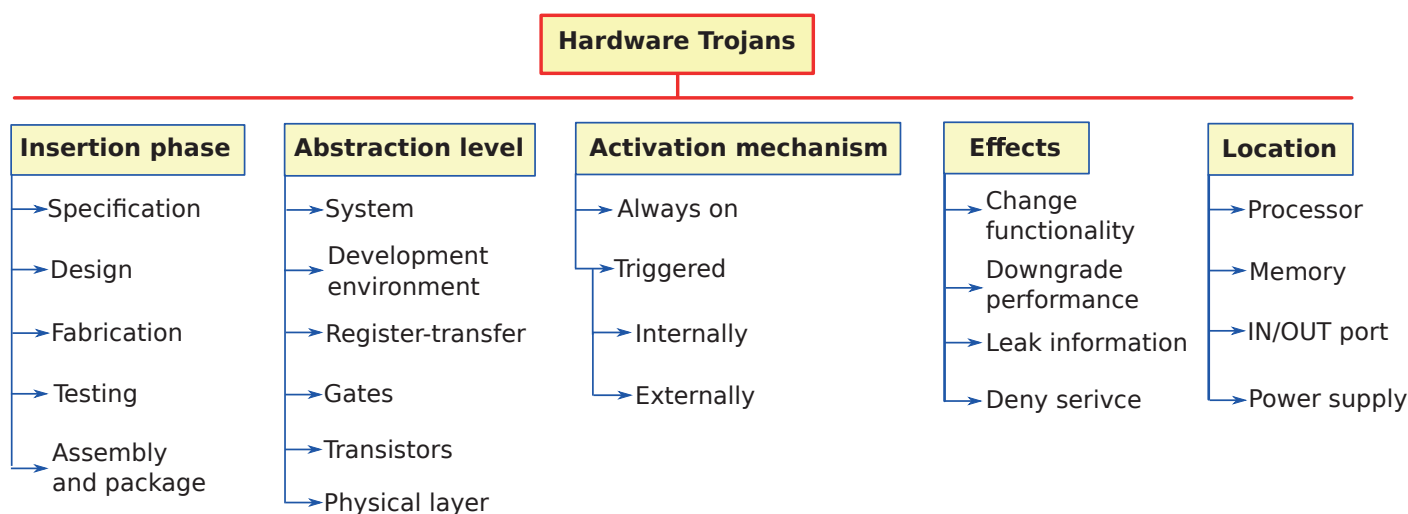 Hardware Trojans
Insertion phase
Specification
Design
Fabrication
Testing
Assembly
and package
Abstraction level
System
Development
environment
Register-transfer
Gates
Transistors
Physical layer
Activation mechanism
Always on
Triggered
Internally
Externally
Effects
Change
functionality
Downgrade
performance
Leak information
Deny serivce
Location
Processor
Memory
IN/OUT port
Power supply